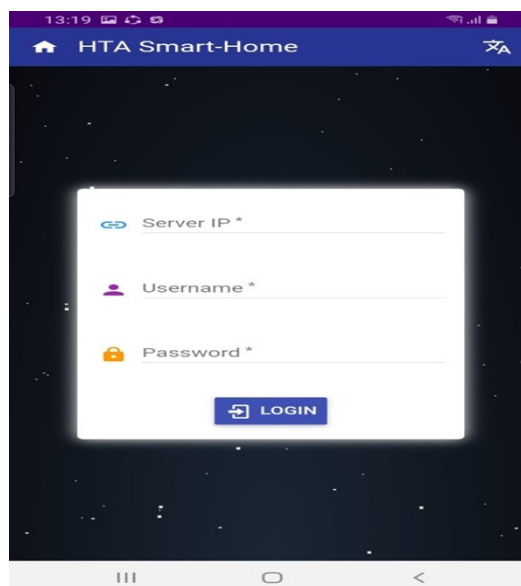 13:19
HTA Smart-Home
Server IP *
Username *
Password *
LOGIN